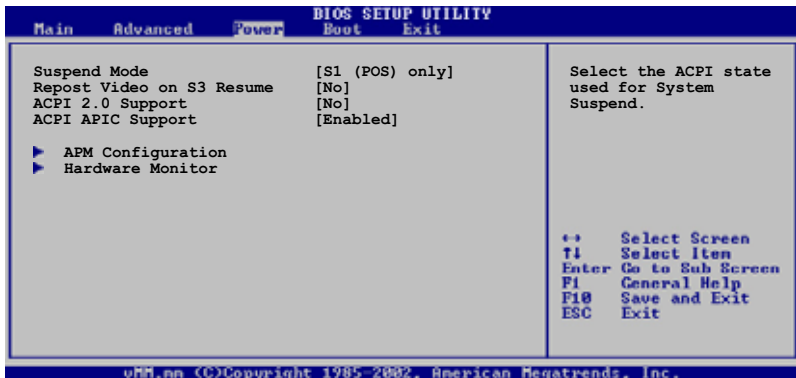 BIOS SETUP UTILITY
Main Advanced Power Boot Exit
Suspend Mode [S1 (POS) only]
Repost Video on S3 Resume [No]
ACPI 2.0 Support [No]
ACPI APIC Support [Enabled]
APM Configuration
Hardware Monitor
Select the ACPI state
used for System
Suspend.
↔ Select Screen
↑↓ Select Item
Enter Go to Sub Screen
F1 General Help
F10 Save and Exit
ESC Exit
vMM.mm (C)Copyright 1985-2002, American Megatrends, Inc.